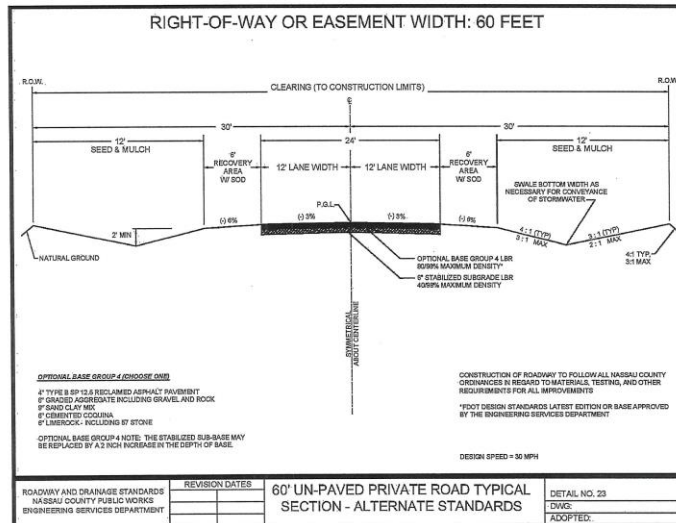 RIGHT-OF-WAY OR EASEMENT WIDTH: 60 FEET
R.O.W.
CLEARING (TO CONSTRUCTION LIMITS)
R.O.W.
℄
30'
30'
12'
SEED & MULCH
6'
RECOVERY
AREA
W/ SOD
24'
12' LANE WIDTH
12' LANE WIDTH
6'
RECOVERY
AREA
W/ SOD
12'
SEED & MULCH
SWALE BOTTOM WIDTH AS
NECESSARY FOR CONVEYANCE
OF STORMWATER
P.G.L.
(-) 6%
(-) 3%
(-) 3%
(-) 6%
2' MIN
4:1 (TYP)
3:1 MAX
3:1 (TYP)
2:1 MAX
4:1 TYP.
3:1 MAX
NATURAL GROUND
OPTIONAL BASE GROUP 4 LBR
MAXIMUM DENSITY*
STABILIZED SUBGRADE LBR
40/98% MAXIMUM DENSITY
SYMMETRICAL
ABOUT CENTERLINE
OPTIONAL BASE GROUP 4 (CHOOSE ONE)
4" TYPE B SP 12.5 RECLAIMED ASPHALT PAVEMENT
GRADED AGGREGATE INCLUDING GRAVEL AND ROCK
SAND CLAY MIX
CEMENTED COQUINA
LIMEROCK - INCLUDING 57 STONE
OPTIONAL BASE GROUP 4 NOTE: THE STABILIZED SUB-BASE MAY
BE REPLACED BY A 2 INCH INCREASE IN THE DEPTH OF BASE.
CONSTRUCTION OF ROADWAY TO FOLLOW ALL NASSAU COUNTY
ORDINANCES IN REGARD TO MATERIALS, TESTING, AND OTHER
REQUIREMENTS FOR ALL IMPROVEMENTS
*FDOT DESIGN STANDARDS LATEST EDITION OR BASE APPROVED
BY THE ENGINEERING SERVICES DEPARTMENT
DESIGN SPEED = 30 MPH
ROADWAY AND DRAINAGE STANDARDS
NASSAU COUNTY PUBLIC WORKS
ENGINEERING SERVICES DEPARTMENT
REVISION DATES
60' UN-PAVED PRIVATE ROAD TYPICAL
SECTION - ALTERNATE STANDARDS
DETAIL NO. 23
DWG:
ADOPTED: